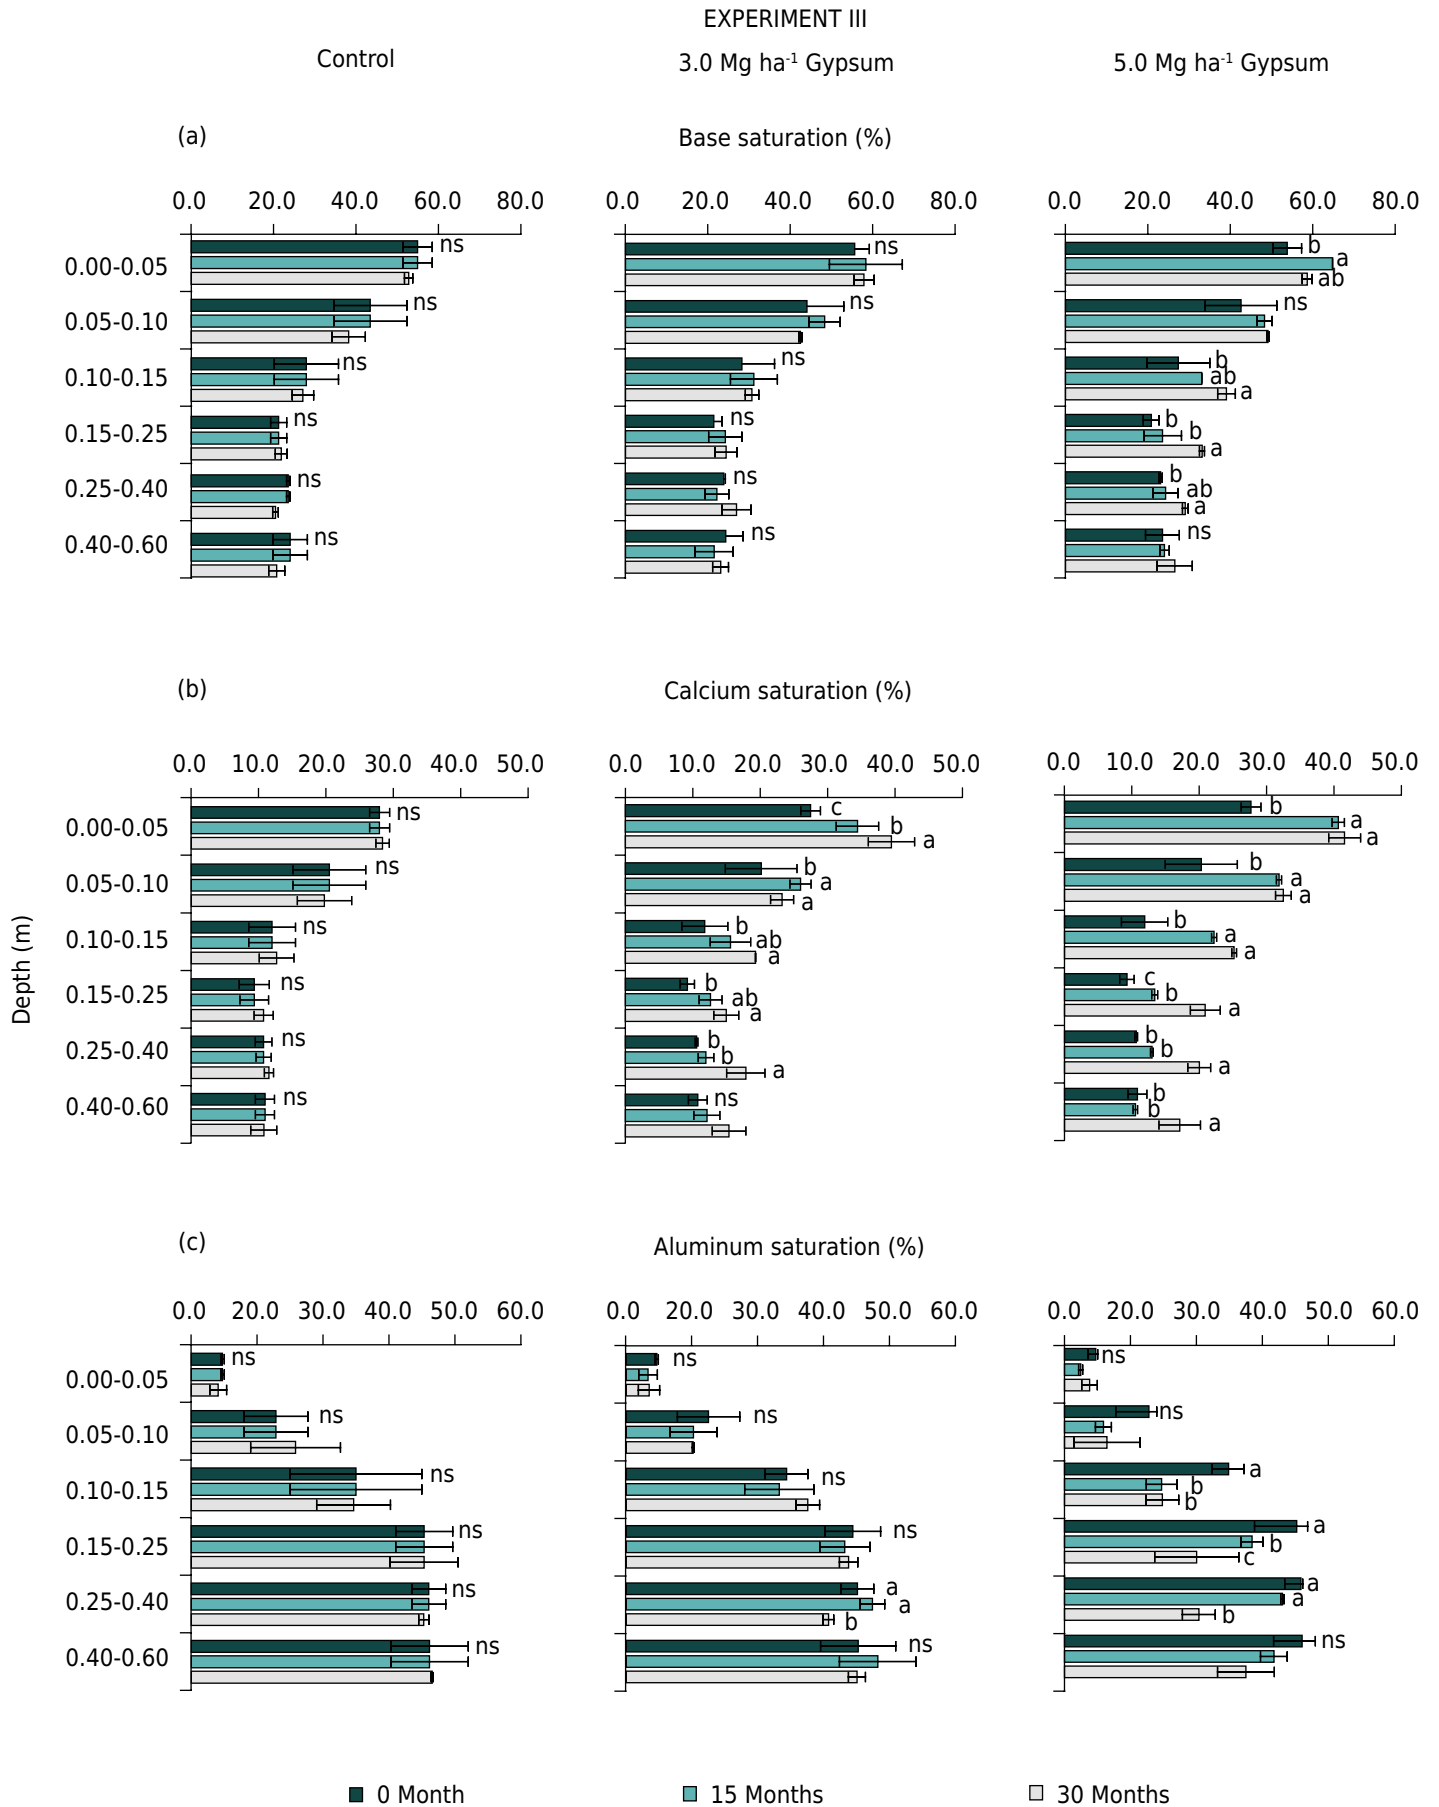 EXPERIMENT III
Control 3.0 Mg ha⁻¹ Gypsum 5.0 Mg ha⁻¹ Gypsum
(a) Base saturation (%)
0.0 20.0 40.0 60.0 80.0 0.0 20.0 40.0 60.0 80.0 0.0 20.0 40.0 60.0 80.0
0.00-0.05 ns ns b a ab
0.05-0.10 ns ns ns
0.10-0.15 ns ns b ab a
0.15-0.25 ns ns b b a
0.25-0.40 ns ns b ab a
0.40-0.60 ns ns ns
(b) Calcium saturation (%)
0.0 10.0 20.0 30.0 40.0 50.0 0.0 10.0 20.0 30.0 40.0 50.0 0.0 10.0 20.0 30.0 40.0 50.0
0.00-0.05 ns c b a b a a
0.05-0.10 ns b a a b a a
0.10-0.15 ns b ab a b a a
0.15-0.25 ns b ab a c b a
0.25-0.40 ns b b a b b a
0.40-0.60 ns ns b b a
Depth (m)
(c) Aluminum saturation (%)
0.0 20.0 30.0 40.0 50.0 60.0 0.0 20.0 30.0 40.0 50.0 60.0 0.0 20.0 30.0 40.0 50.0 60.0
0.00-0.05 ns ns ns
0.05-0.10 ns ns ns
0.10-0.15 ns ns a b b
0.15-0.25 ns ns a b c
0.25-0.40 ns a a b a a b
0.40-0.60 ns ns ns
0 Month 15 Months 30 Months